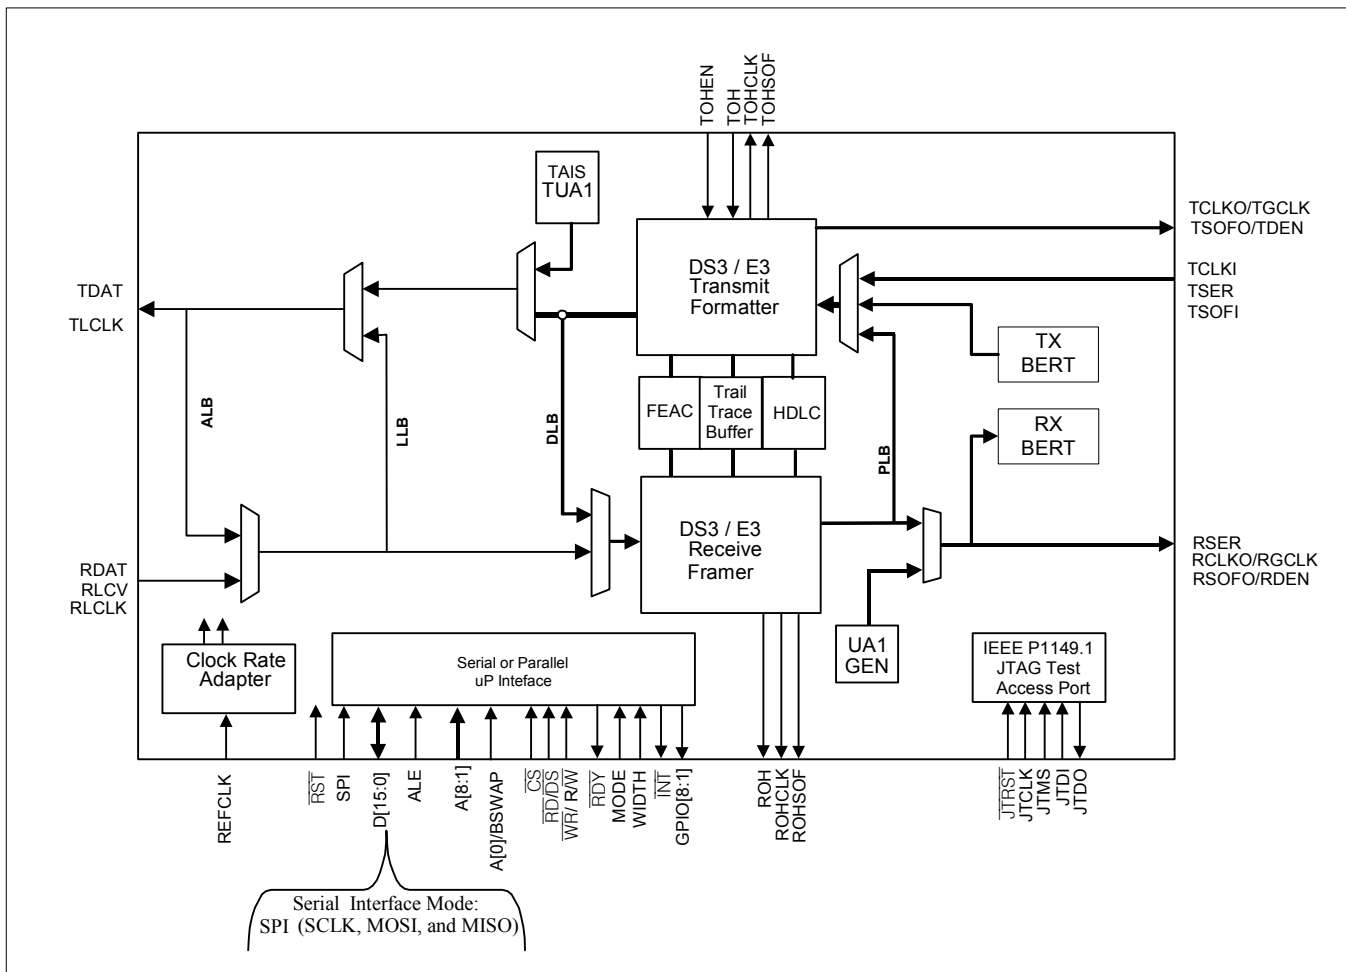 TOHEN
TOH
TOHCLK
TOHSOF
TAIS
TUA1
TCLKO/TGCLK
TSOFO/TDEN
DS3 / E3
Transmit
Formatter
TCLKI
TSER
TSOFI
TDAT
TLCLK
TX
BERT
FEAC
Trail
Trace
Buffer
HDLC
ALB
LLB
DLB
PLB
RX
BERT
DS3 / E3
Receive
Framer
RDAT
RLCV
RLCLK
RSER
RCLKO/RGCLK
RSOFO/RDEN
Clock Rate
Adapter
Serial or Parallel
uP Inteface
UA1
GEN
IEEE P1149.1
JTAG Test
Access Port
REFCLK
RST
SPI
D[15:0]
ALE
A[8:1]
A[0]/BSWAP
CS
RD/DS
WR/ R/W
RDY
MODE
WIDTH
INT
GPIO[8:1]
ROH
ROHCLK
ROHSOF
JTRST
JTCLK
JTMS
JTDI
JTDO
Serial Interface Mode:
SPI (SCLK, MOSI, and MISO)